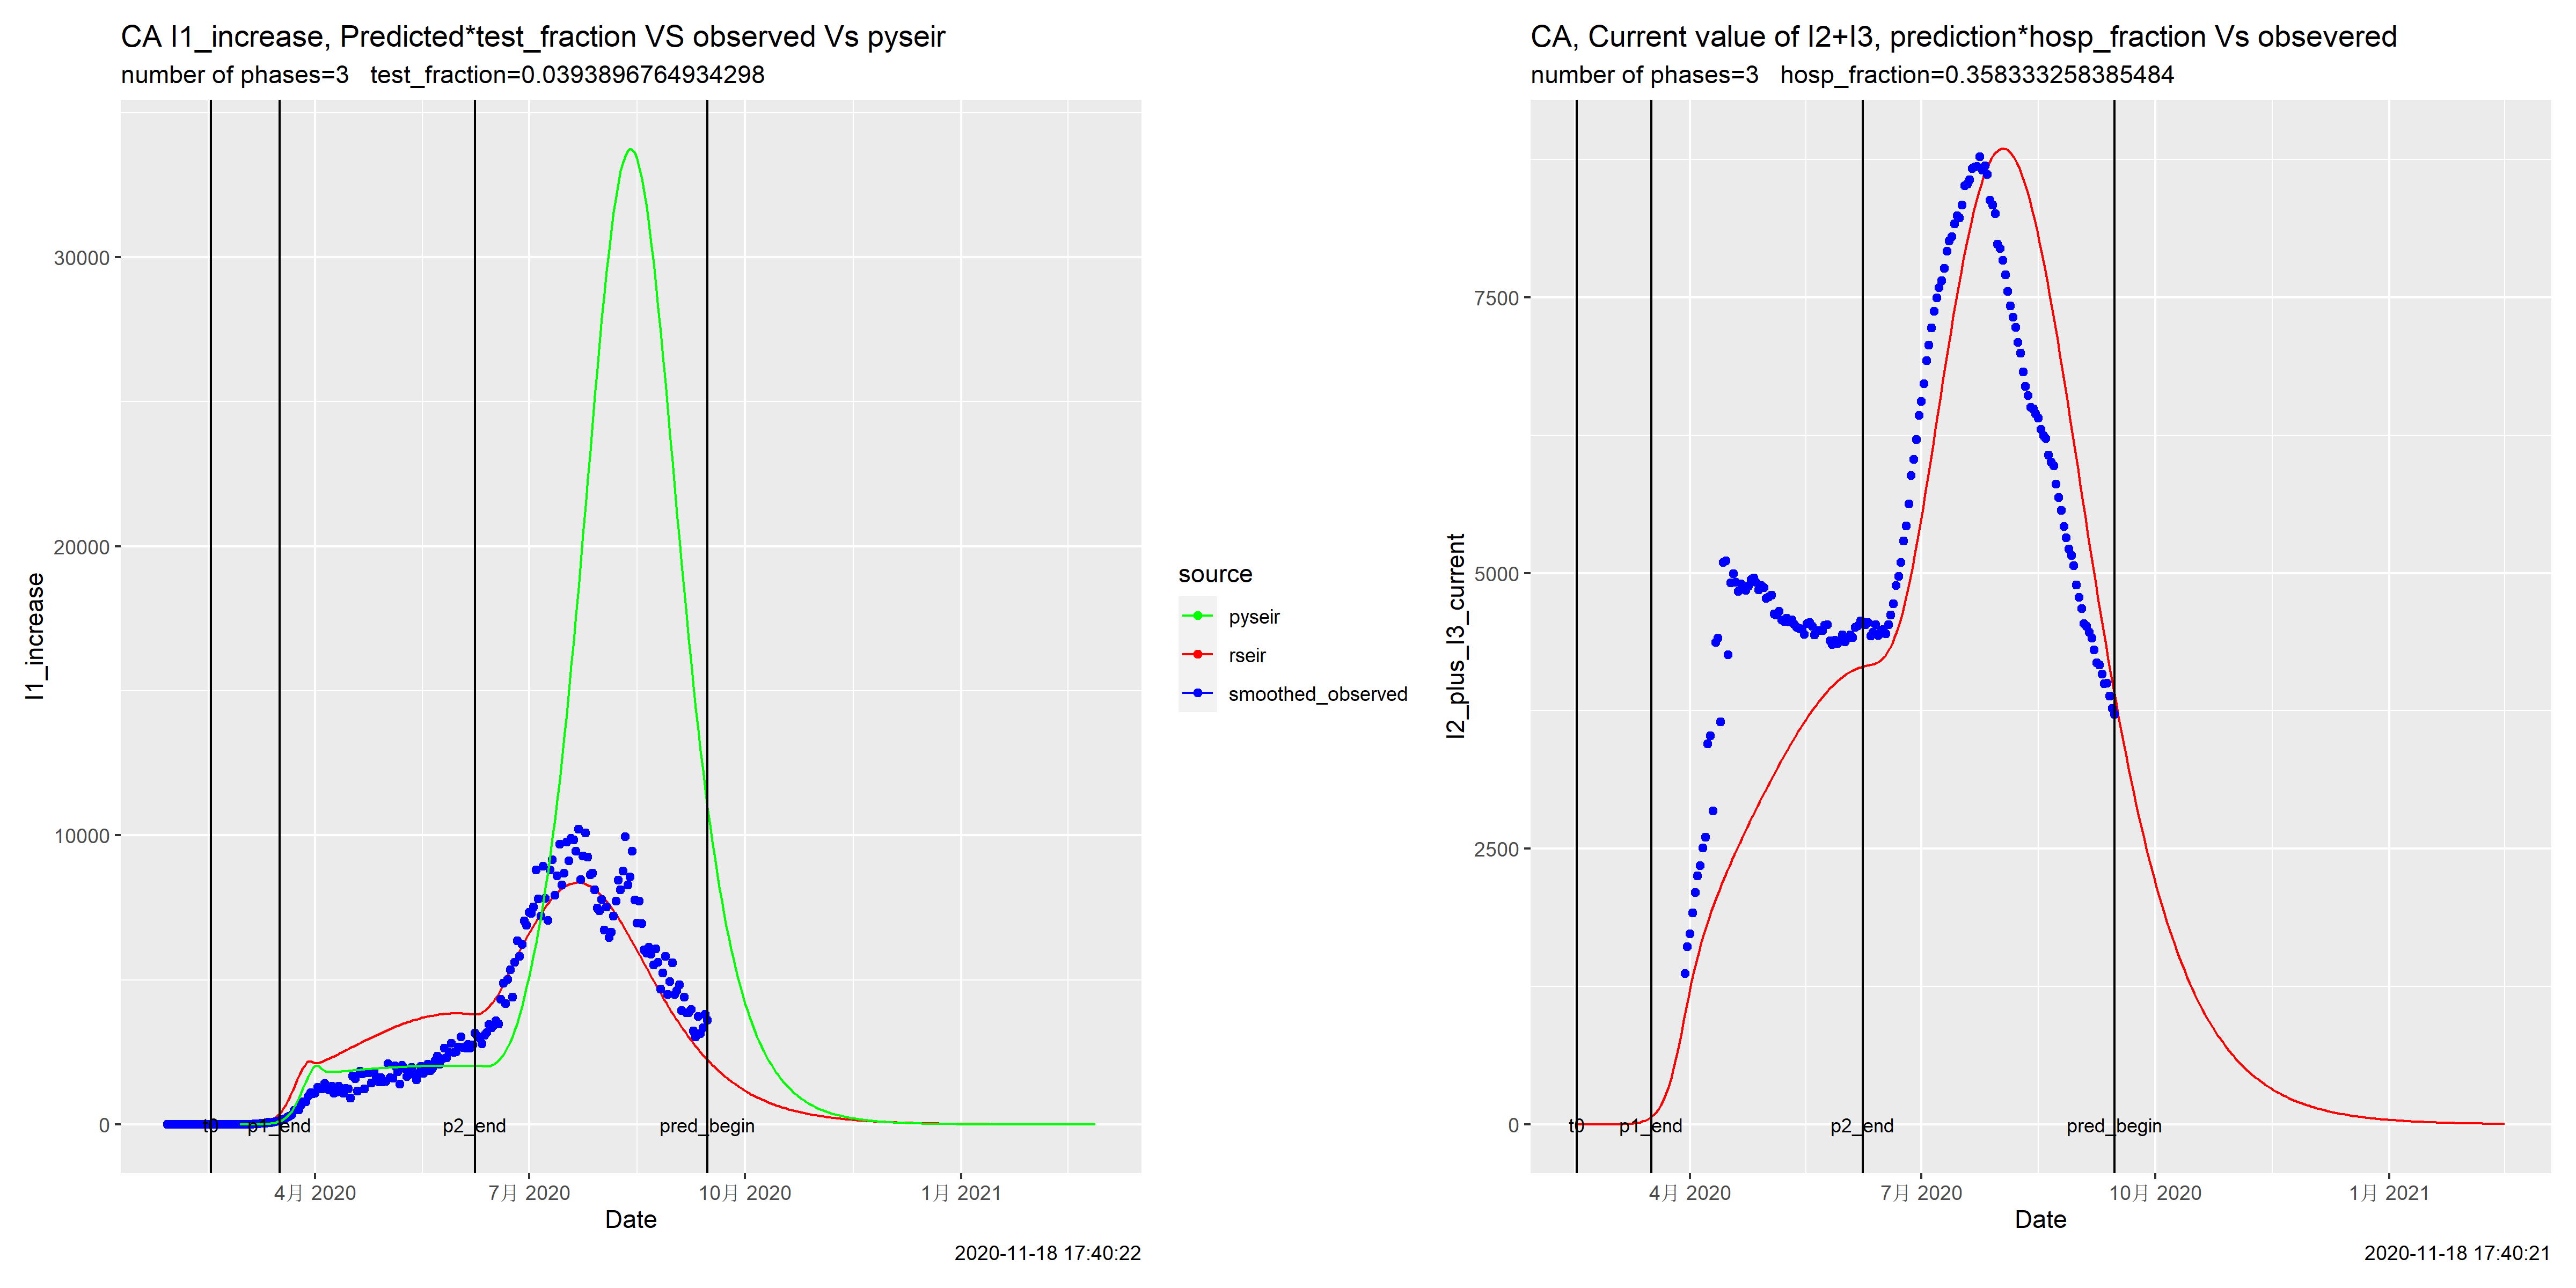 CA I1_increase, Predicted*test_fraction VS observed Vs pyseir
number of phases=3   test_fraction=0.0393896764934298
I1_increase
30000
20000
10000
0
t0
p1_end
p2_end
pred_begin
4月 2020
7月 2020
10月 2020
1月 2021
Date
2020-11-18 17:40:22
source
pyseir
rseir
smoothed_observed
CA, Current value of I2+I3, prediction*hosp_fraction Vs obsevered
number of phases=3   hosp_fraction=0.358333258385484
I2_plus_I3_current
7500
5000
2500
0
t0
p1_end
p2_end
pred_begin
4月 2020
7月 2020
10月 2020
1月 2021
Date
2020-11-18 17:40:21